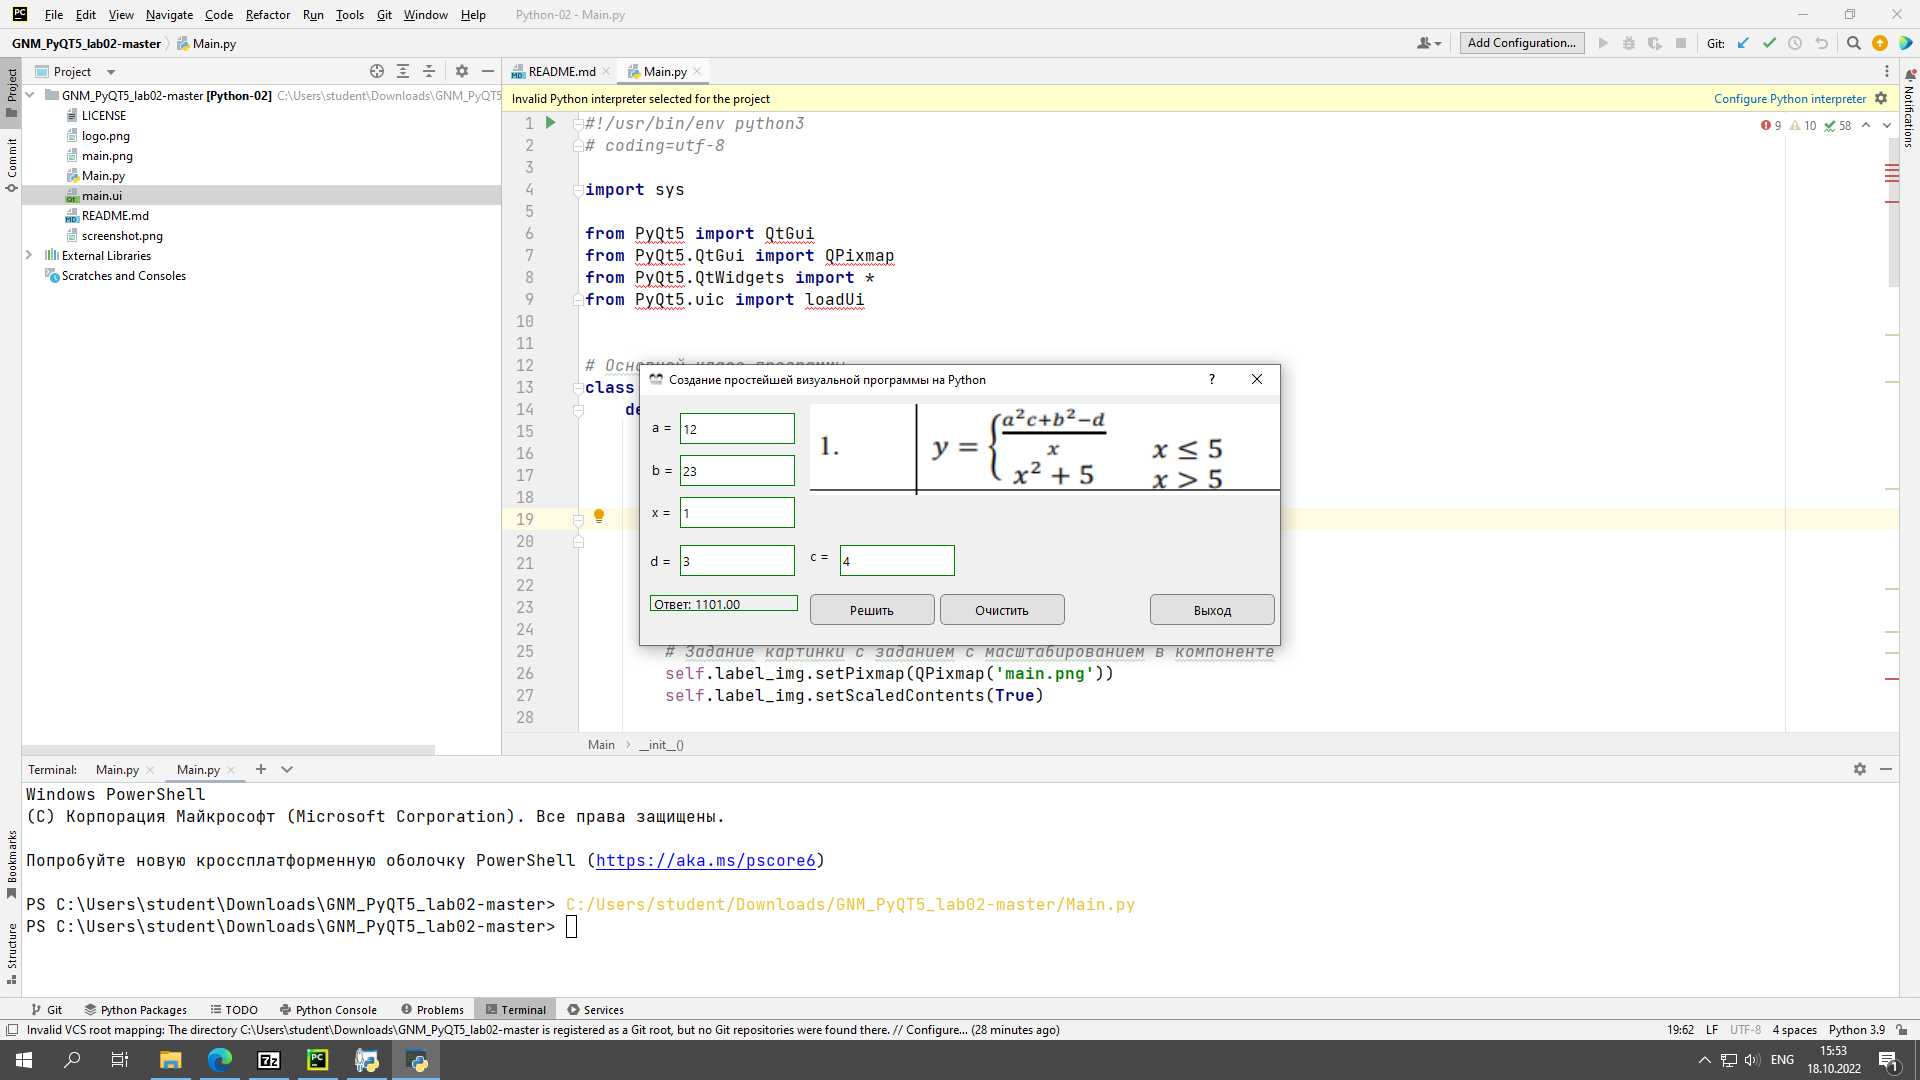 File Edit View Navigate Code Refactor Run Tools Git Window Help Python-02 - Main.py
GNM_PyQT5_lab02-master Main.py Add Configuration... Git:
Project
README.md Main.py
GNM_PyQT5_lab02-master [Python-02] C:\Users\student\Downloads\GNM_PyQT5
LICENSE
logo.png
main.png
Main.py
main.ui
README.md
screenshot.png
External Libraries
Scratches and Consoles
Project
Commit
Bookmarks
Structure
Notifications
Invalid Python interpreter selected for the project Configure Python interpreter
9 10 58
1 #!/usr/bin/env python3
2 # coding=utf-8
3
4 import sys
5
6 from PyQt5 import QtGui
7 from PyQt5.QtGui import QPixmap
8 from PyQt5.QtWidgets import *
9 from PyQt5.uic import loadUi
10
11
12 # Основной класс программы
13 class
14 de
15
16
17
18
19
20
21
22
23
24
25 # Задание картинки с заданием с масштабированием в компоненте
26 self.label_img.setPixmap(QPixmap('main.png'))
27 self.label_img.setScaledContents(True)
28
Main __init__()
Создание простейшей визуальной программы на Python ?
a = 12
b = 23
x = 1
d = 3 c = 4
1. y = { a²c+b²−d / x x ≤ 5
x² + 5 x > 5
Ответ: 1101.00 Решить Очистить Выход
Terminal: Main.py Main.py
Windows PowerShell
(C) Корпорация Майкрософт (Microsoft Corporation). Все права защищены.
Попробуйте новую кроссплатформенную оболочку PowerShell (https://aka.ms/pscore6)
PS C:\Users\student\Downloads\GNM_PyQT5_lab02-master> C:/Users/student/Downloads/GNM_PyQT5_lab02-master/Main.py
PS C:\Users\student\Downloads\GNM_PyQT5_lab02-master>
Git Python Packages TODO Python Console Problems Terminal Services
Invalid VCS root mapping: The directory C:\Users\student\Downloads\GNM_PyQT5_lab02-master is registered as a Git root, but no Git repositories were found there. // Configure... (28 minutes ago) 19:62 LF UTF-8 4 spaces Python 3.9
ENG 15:53
18.10.2022 1